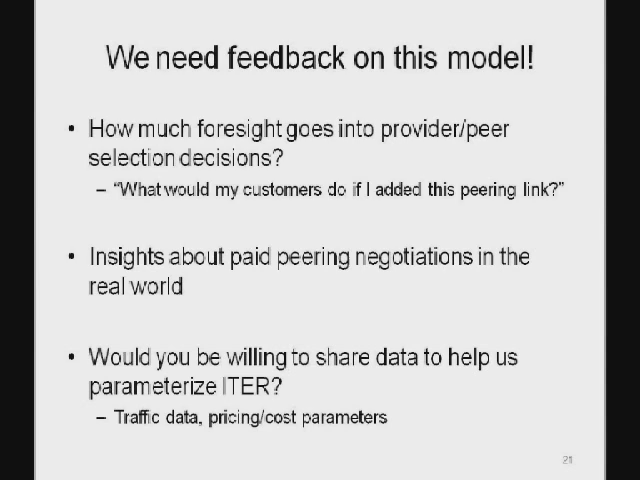 We need feedback on this model!
• How much foresight goes into provider/peer
selection decisions?
– “What would my customers do if I added this peering link?”
• Insights about paid peering negotiations in the
real world
• Would you be willing to share data to help us
parameterize ITER?
– Traffic data, pricing/cost parameters
21